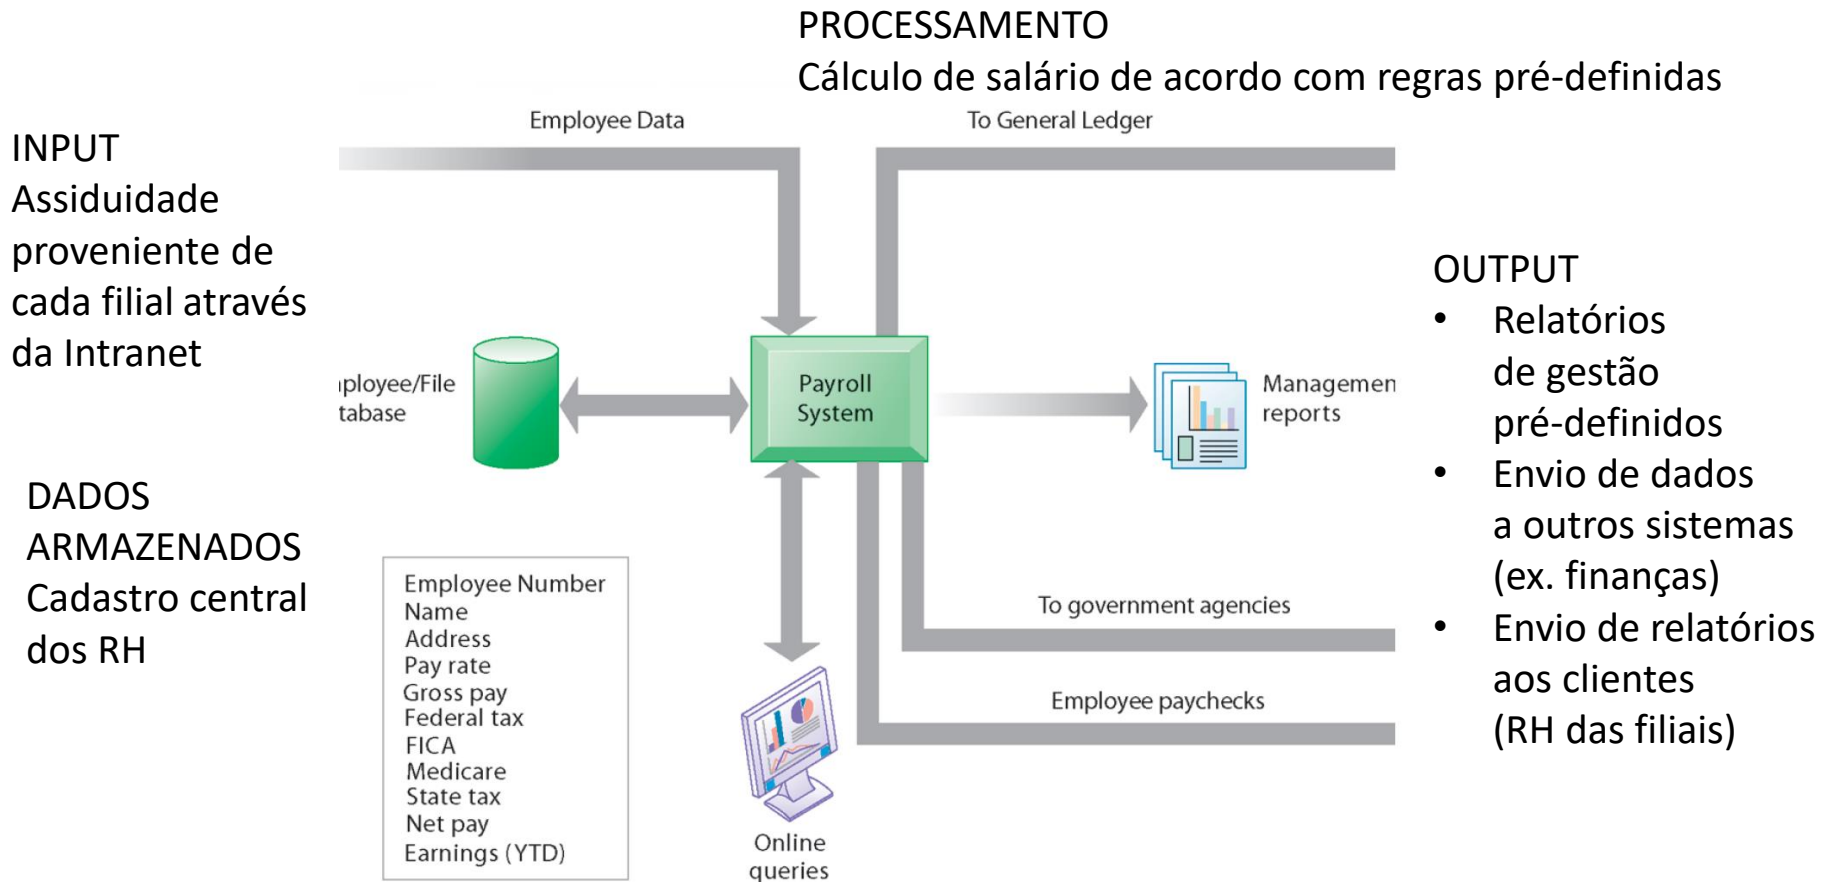 PROCESSAMENTO
Cálculo de salário de acordo com regras pré-definidas
INPUT
Assiduidade
proveniente de
cada filial através
da Intranet
DADOS
ARMAZENADOS
Cadastro central
dos RH
Employee Data
To General Ledger
ployee/File
tabase
Payroll
System
Managemen
reports
Employee Number
Name
Address
Pay rate
Gross pay
Federal tax
FICA
Medicare
State tax
Net pay
Earnings (YTD)
Online
queries
To government agencies
Employee paychecks
OUTPUT
• Relatórios
de gestão
pré-definidos
• Envio de dados
a outros sistemas
(ex. finanças)
• Envio de relatórios
aos clientes
(RH das filiais)